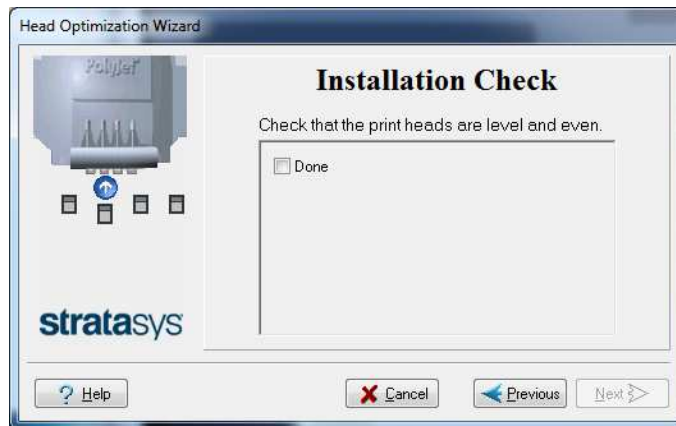 Head Optimization Wizard
PolyJet
Installation Check
Check that the print heads are level and even.
Done
stratasys
? Help
Cancel
Previous
Next